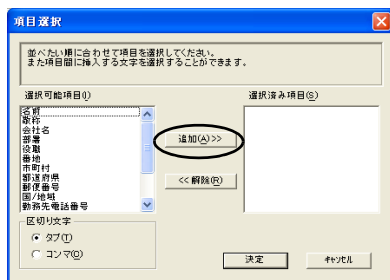 項目選択
並べたい順に合わせて項目を選択してください。
また項目間に挿入する文字を選択することができます。
選択可能項目(I)
名前
敬称
会社名
部署
役職
番地
市町村
都道府県
郵便番号
国/地域
勤務先電話番号
追加(A)>>
<<解除(R)
選択済み項目(S)
区切り文字
タブ(T)
コンマ(O)
決定
キャンセル